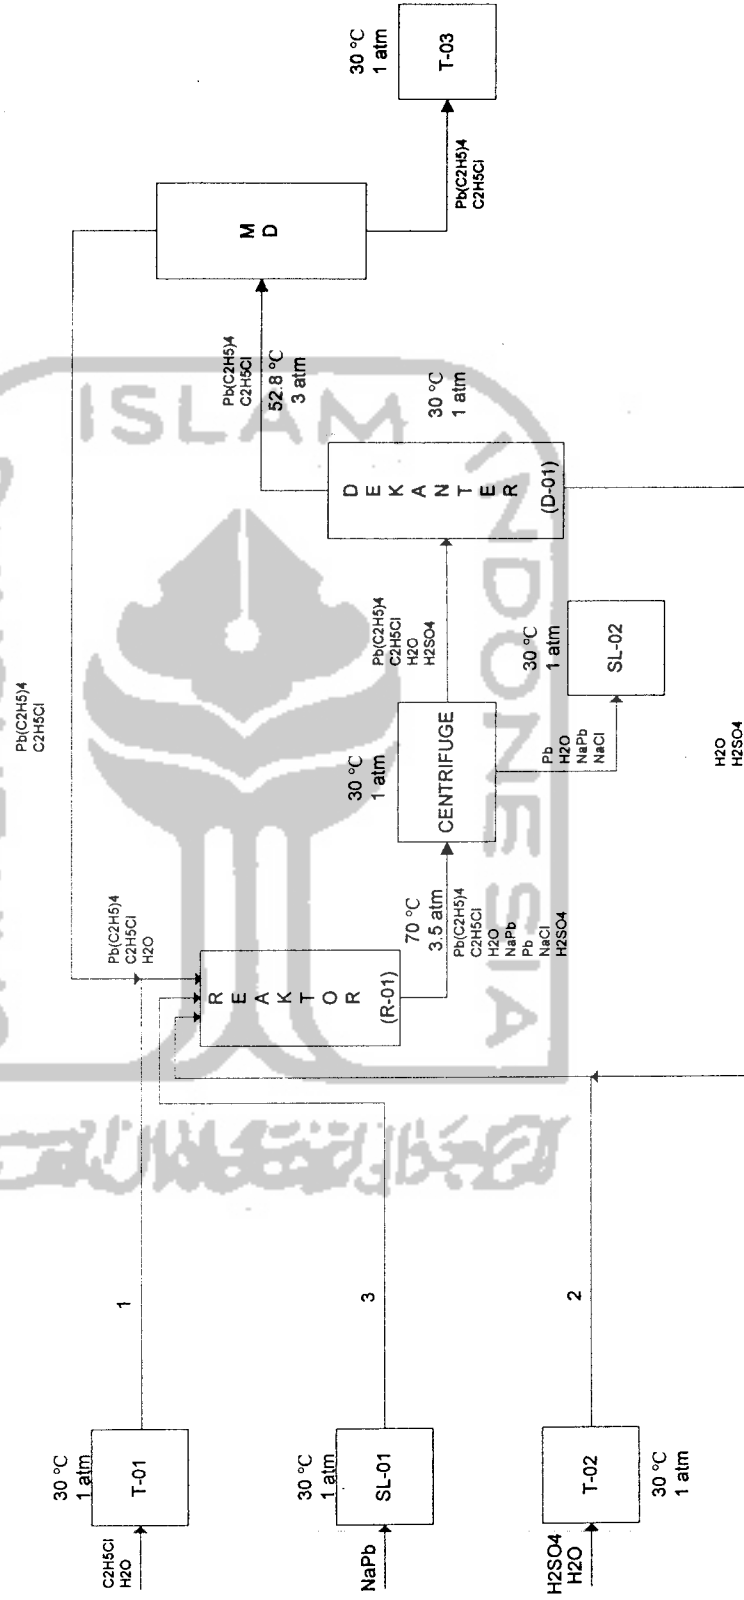 C2H5Cl
H2O
30 °C
1 atm
T-01
1
NaPb
30 °C
1 atm
SL-01
3
H2SO4
H2O
T-02
30 °C
1 atm
2
Pb(C2H5)4
C2H5Cl
Pb(C2H5)4
C2H5Cl
H2O
REAKTOR
(R-01)
70 °C
3.5 atm
Pb(C2H5)4
C2H5Cl
H2O
NaPb
Pb
NaCl
H2SO4
30 °C
1 atm
CENTRIFUGE
Pb
H2O
NaPb
NaCl
30 °C
1 atm
SL-02
Pb(C2H5)4
C2H5Cl
H2O
H2SO4
DEKANTER
(D-01)
30 °C
1 atm
H2O
H2SO4
Pb(C2H5)4
C2H5Cl
52.8 °C
3 atm
MD
Pb(C2H5)4
C2H5Cl
30 °C
1 atm
T-03
ISLAM
INDONESIA